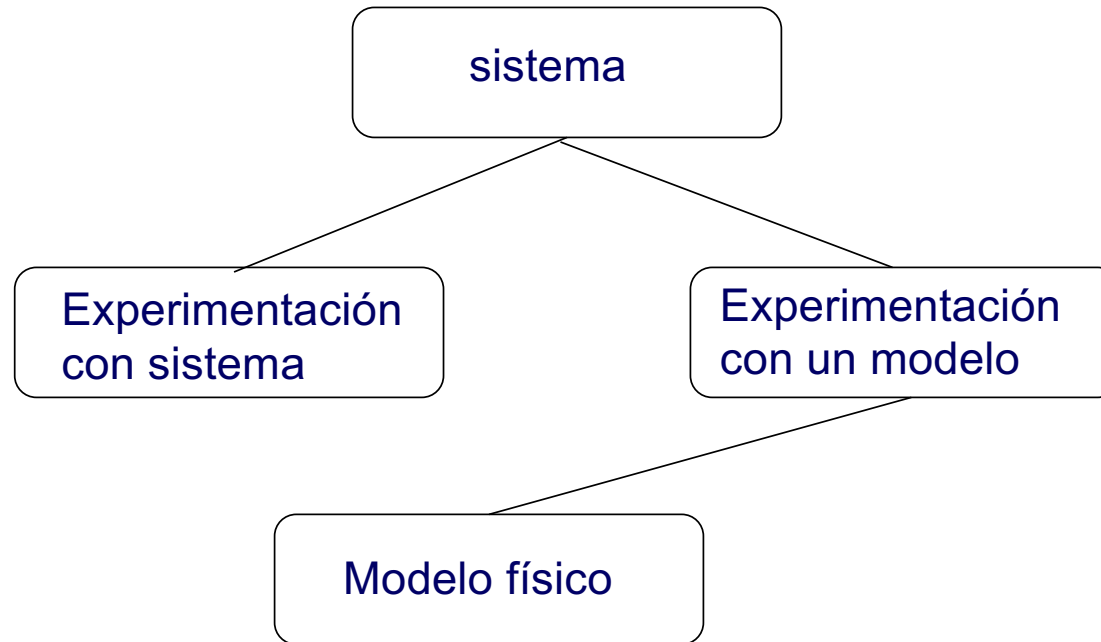 sistema
Experimentación
con sistema
Experimentación
con un modelo
Modelo físico